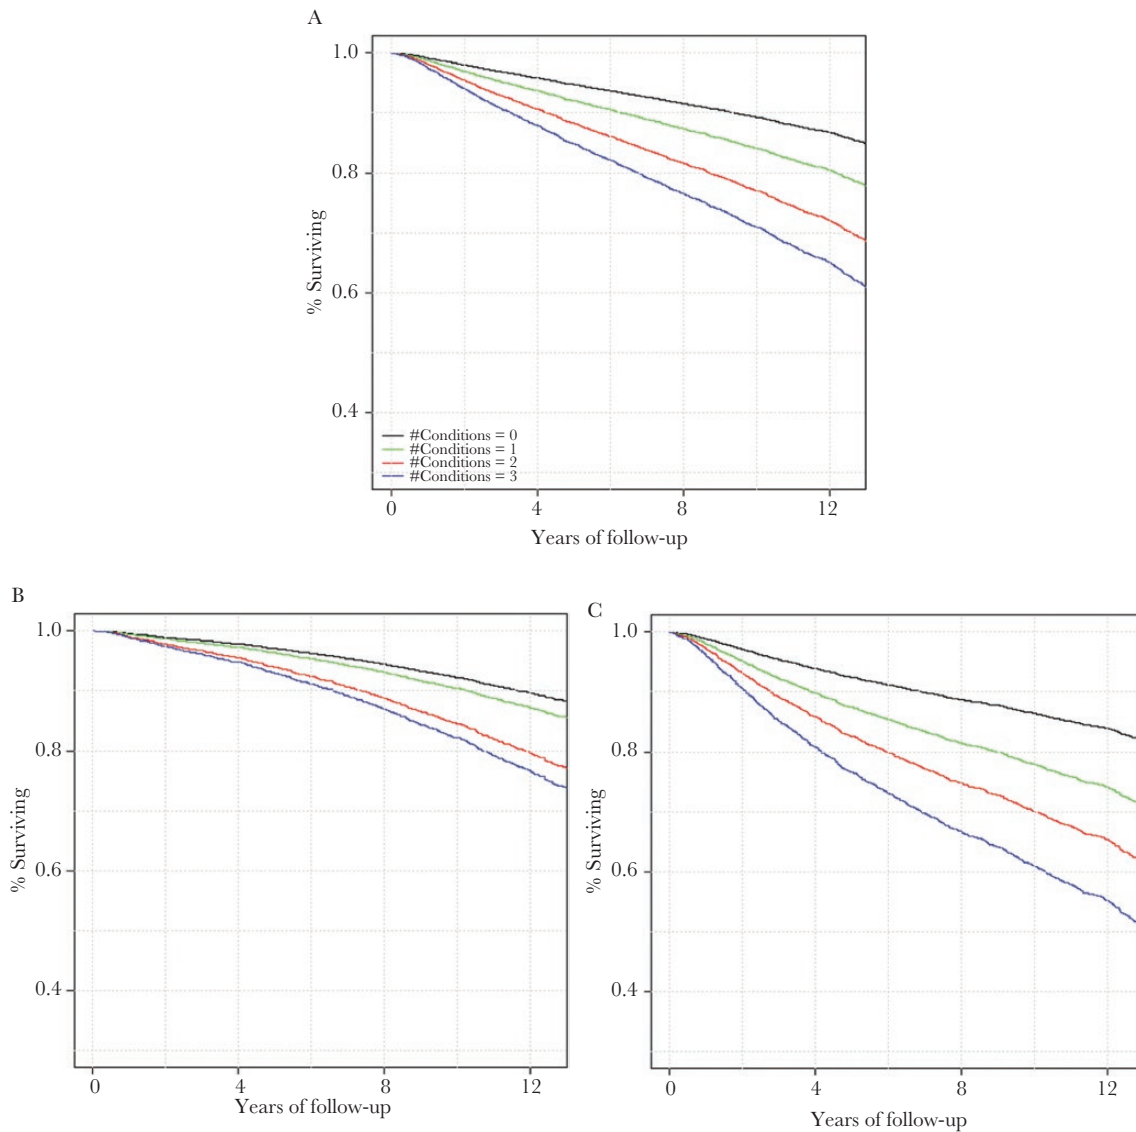 A
1.0
0.8
0.6
0.4
% Surviving
#Conditions = 0
#Conditions = 1
#Conditions = 2
#Conditions = 3
0 4 8 12
Years of follow-up
B
1.0
0.8
0.6
0.4
% Surviving
0 4 8 12
Years of follow-up
C
1.0
0.8
0.6
0.4
% Surviving
0 4 8 12
Years of follow-up